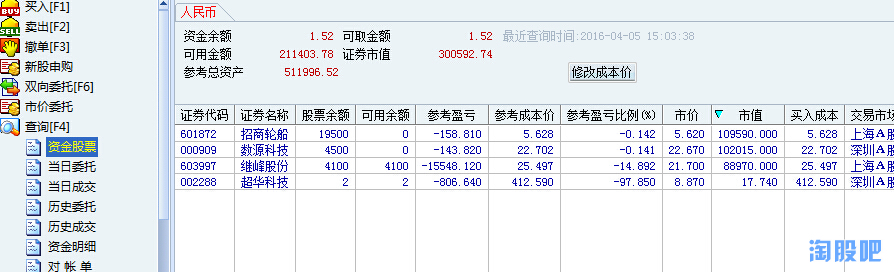 买入[F1]
卖出[F2]
撤单[F3]
新股申购
双向委托[F6]
市价委托
查询[F4]
资金股票
当日委托
当日成交
历史委托
历史成交
资金明细
对 帐 单
人民币
资金余额 1.52 可取金额 1.52 最近查询时间:2016-04-05 15:03:38
可用金额 211403.78 证券市值 300592.74
参考总资产 511996.52
修改成本价
证券代码 证券名称 股票余额 可用余额 参考盈亏 参考成本价 参考盈亏比例(%) 市价 市值 买入成本 交易市场
601872 招商轮船 19500 0 -158.810 5.628 -0.142 5.620 109590.000 5.628 上海A股
000909 数源科技 4500 0 -143.820 22.702 -0.141 22.670 102015.000 22.702 深圳A股
603997 继峰股份 4100 4100 -15548.120 25.497 -14.892 21.700 88970.000 25.497 上海A股
002288 超华科技 2 2 -806.640 412.590 -97.850 8.870 17.740 412.590 深圳A股
淘股吧